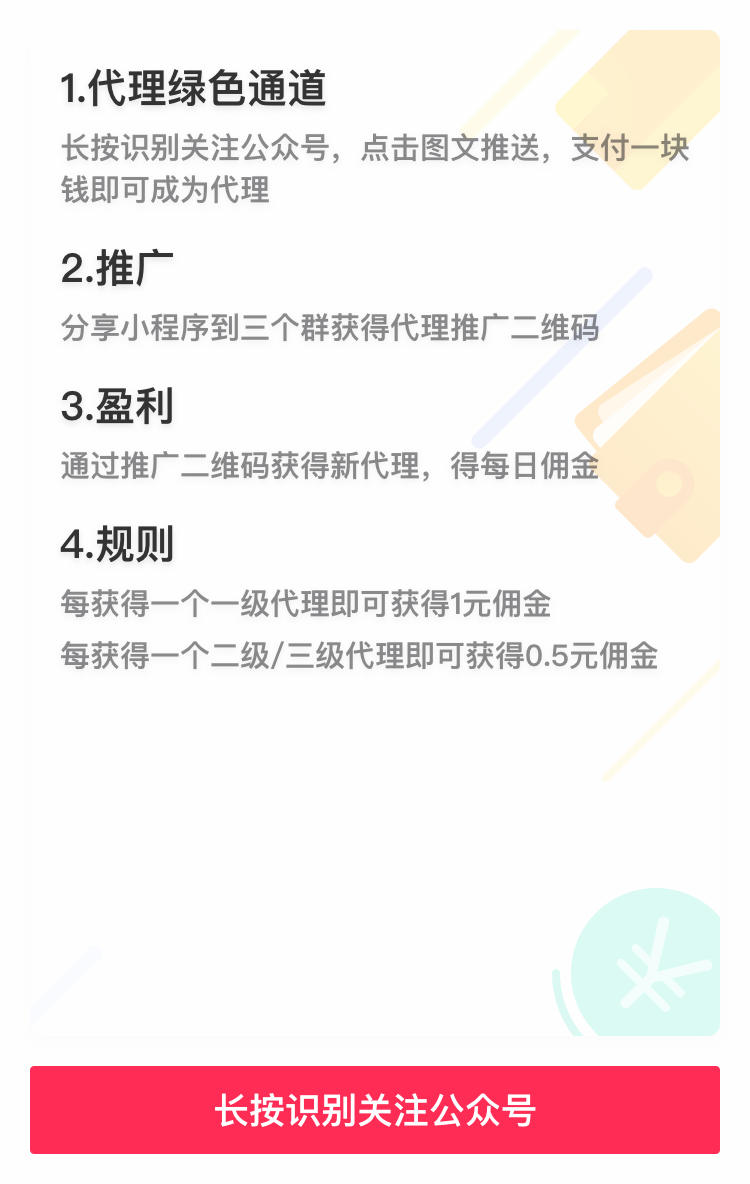 1.代理绿色通道
长按识别关注公众号，点击图文推送，支付一块
钱即可成为代理
2.推广
分享小程序到三个群获得代理推广二维码
3.盈利
通过推广二维码获得新代理，得每日佣金
4.规则
每获得一个一级代理即可获得1元佣金
每获得一个二级/三级代理即可获得0.5元佣金
长按识别关注公众号